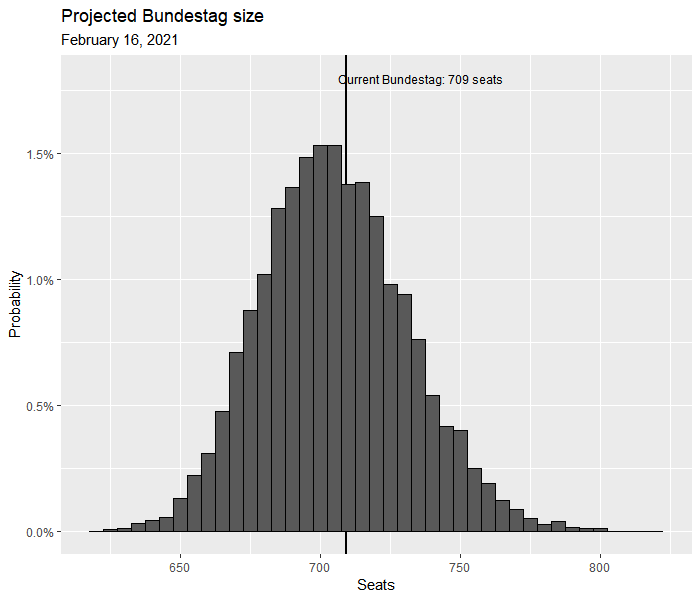 Projected Bundestag size
February 16, 2021
Current Bundestag: 709 seats
1.5%
1.0%
0.5%
0.0%
Probability
650 700 750 800
Seats